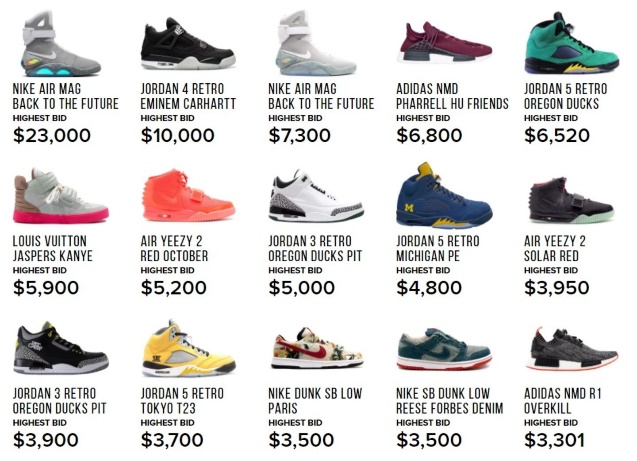 NIKE AIR MAG
BACK TO THE FUTURE
HIGHEST BID
$23,000
JORDAN 4 RETRO
EMINEM CARHARTT
HIGHEST BID
$10,000
NIKE AIR MAG
BACK TO THE FUTURE
HIGHEST BID
$7,300
ADIDAS NMD
PHARRELL HU FRIENDS
HIGHEST BID
$6,800
JORDAN 5 RETRO
OREGON DUCKS
HIGHEST BID
$6,520
LOUIS VUITTON
JASPERS KANYE
HIGHEST BID
$5,900
AIR YEEZY 2
RED OCTOBER
HIGHEST BID
$5,200
JORDAN 3 RETRO
OREGON DUCKS PIT
HIGHEST BID
$5,000
M
JORDAN 5 RETRO
MICHIGAN PE
HIGHEST BID
$4,800
AIR YEEZY 2
SOLAR RED
HIGHEST BID
$3,950
JORDAN 3 RETRO
OREGON DUCKS PIT
HIGHEST BID
$3,900
JORDAN 5 RETRO
TOKYO T23
HIGHEST BID
$3,700
NIKE DUNK SB LOW
PARIS
HIGHEST BID
$3,500
NIKE SB DUNK LOW
REESE FORBES DENIM
HIGHEST BID
$3,500
ADIDAS NMD R1
OVERKILL
HIGHEST BID
$3,301